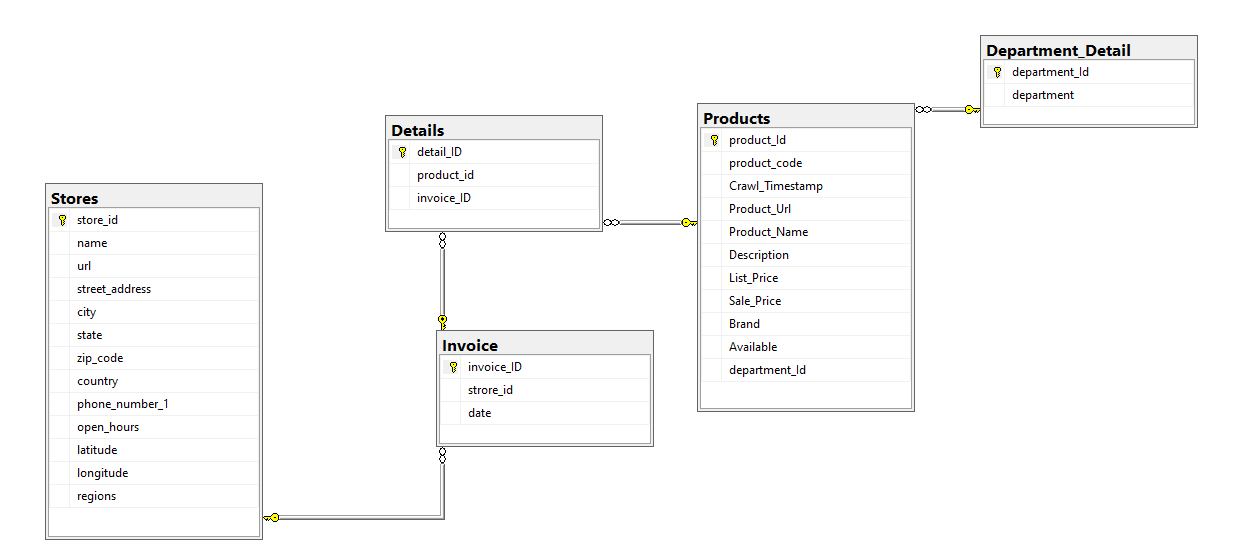 Stores
store_id
name
url
street_address
city
state
zip_code
country
phone_number_1
open_hours
latitude
longitude
regions
Details
detail_ID
product_id
invoice_ID
Invoice
invoice_ID
strore_id
date
Products
product_Id
product_code
Crawl_Timestamp
Product_Url
Product_Name
Description
List_Price
Sale_Price
Brand
Available
department_Id
Department_Detail
department_Id
department